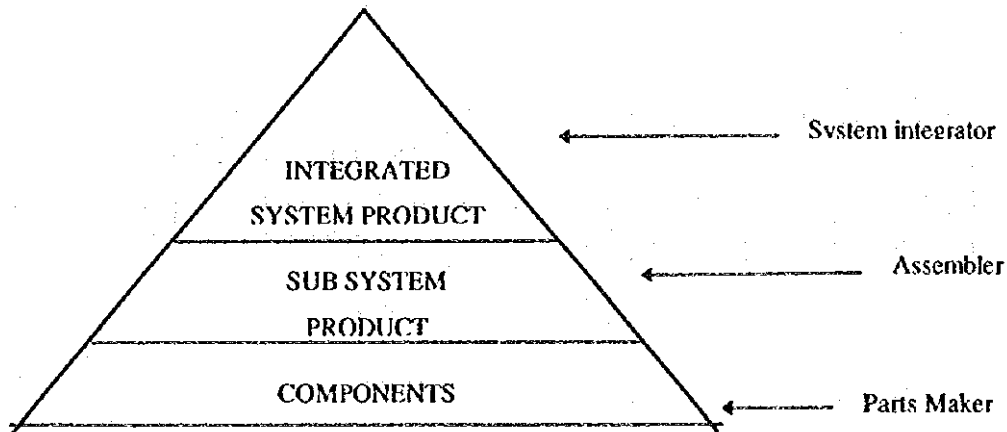 System integrator
INTEGRATED
SYSTEM PRODUCT
Assembler
SUB SYSTEM
PRODUCT
COMPONENTS
Parts Maker